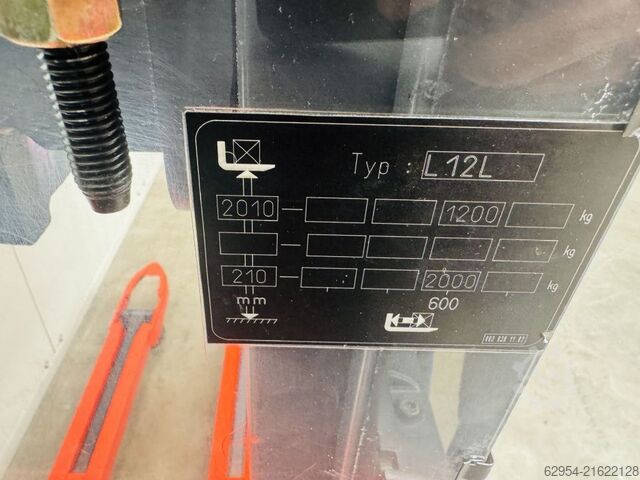 Typ : L12L
2010 1200 kg
kg
210 2000 kg
mm 600
62954-21622128